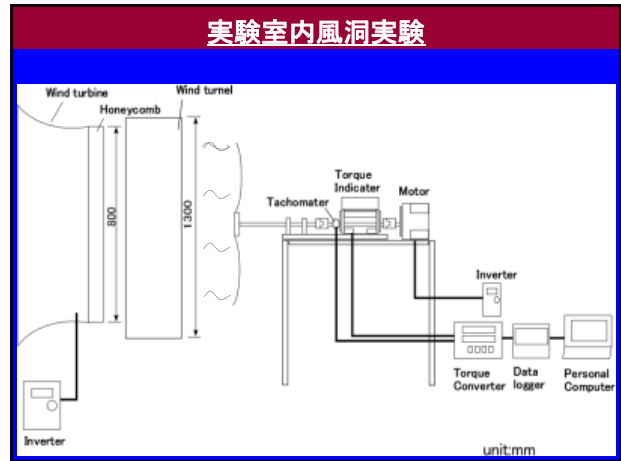 実験室内風洞実験
Wind turbine
Wind turnel
Honeycomb
800
1300
Torque
Indicater
Motor
Tachomater
Inverter
Torque
Converter
Data
logger
Personal
Computer
Inverter
unit:mm